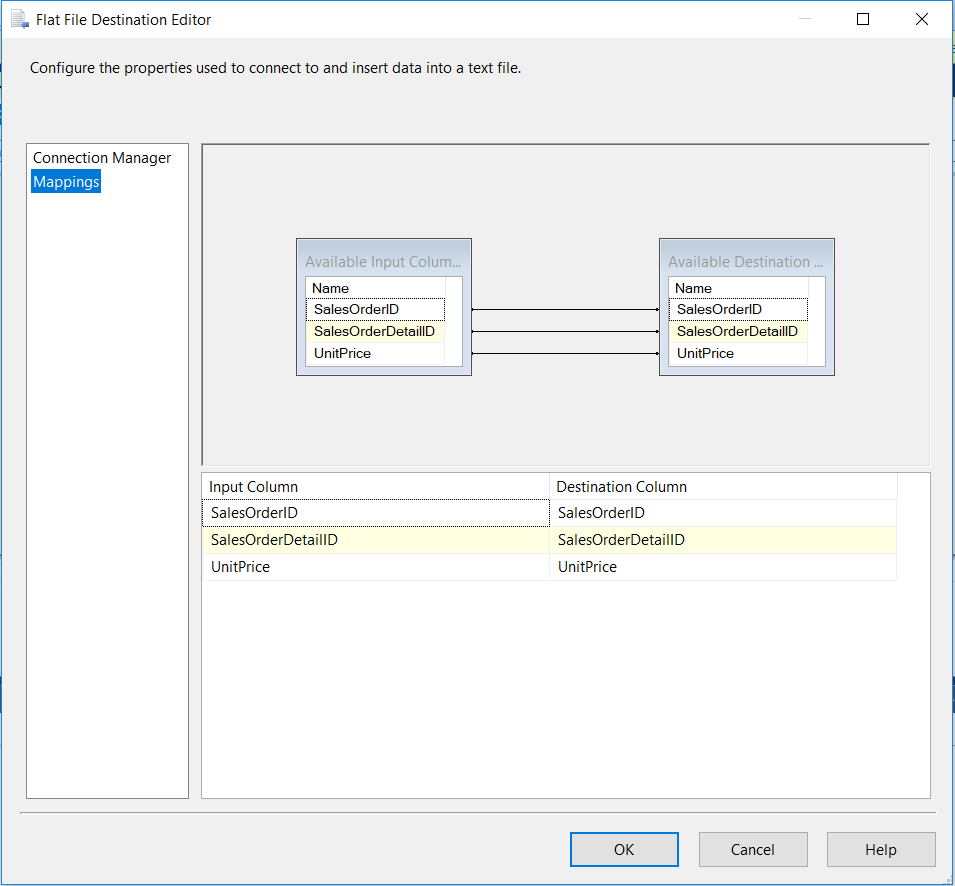 Flat File Destination Editor
Configure the properties used to connect to and insert data into a text file.
Connection Manager
Mappings
Available Input Colum...
Name
SalesOrderID
SalesOrderDetailID
UnitPrice
Available Destination ...
Name
SalesOrderID
SalesOrderDetailID
UnitPrice
Input Column Destination Column
SalesOrderID SalesOrderID
SalesOrderDetailID SalesOrderDetailID
UnitPrice UnitPrice
OK Cancel Help